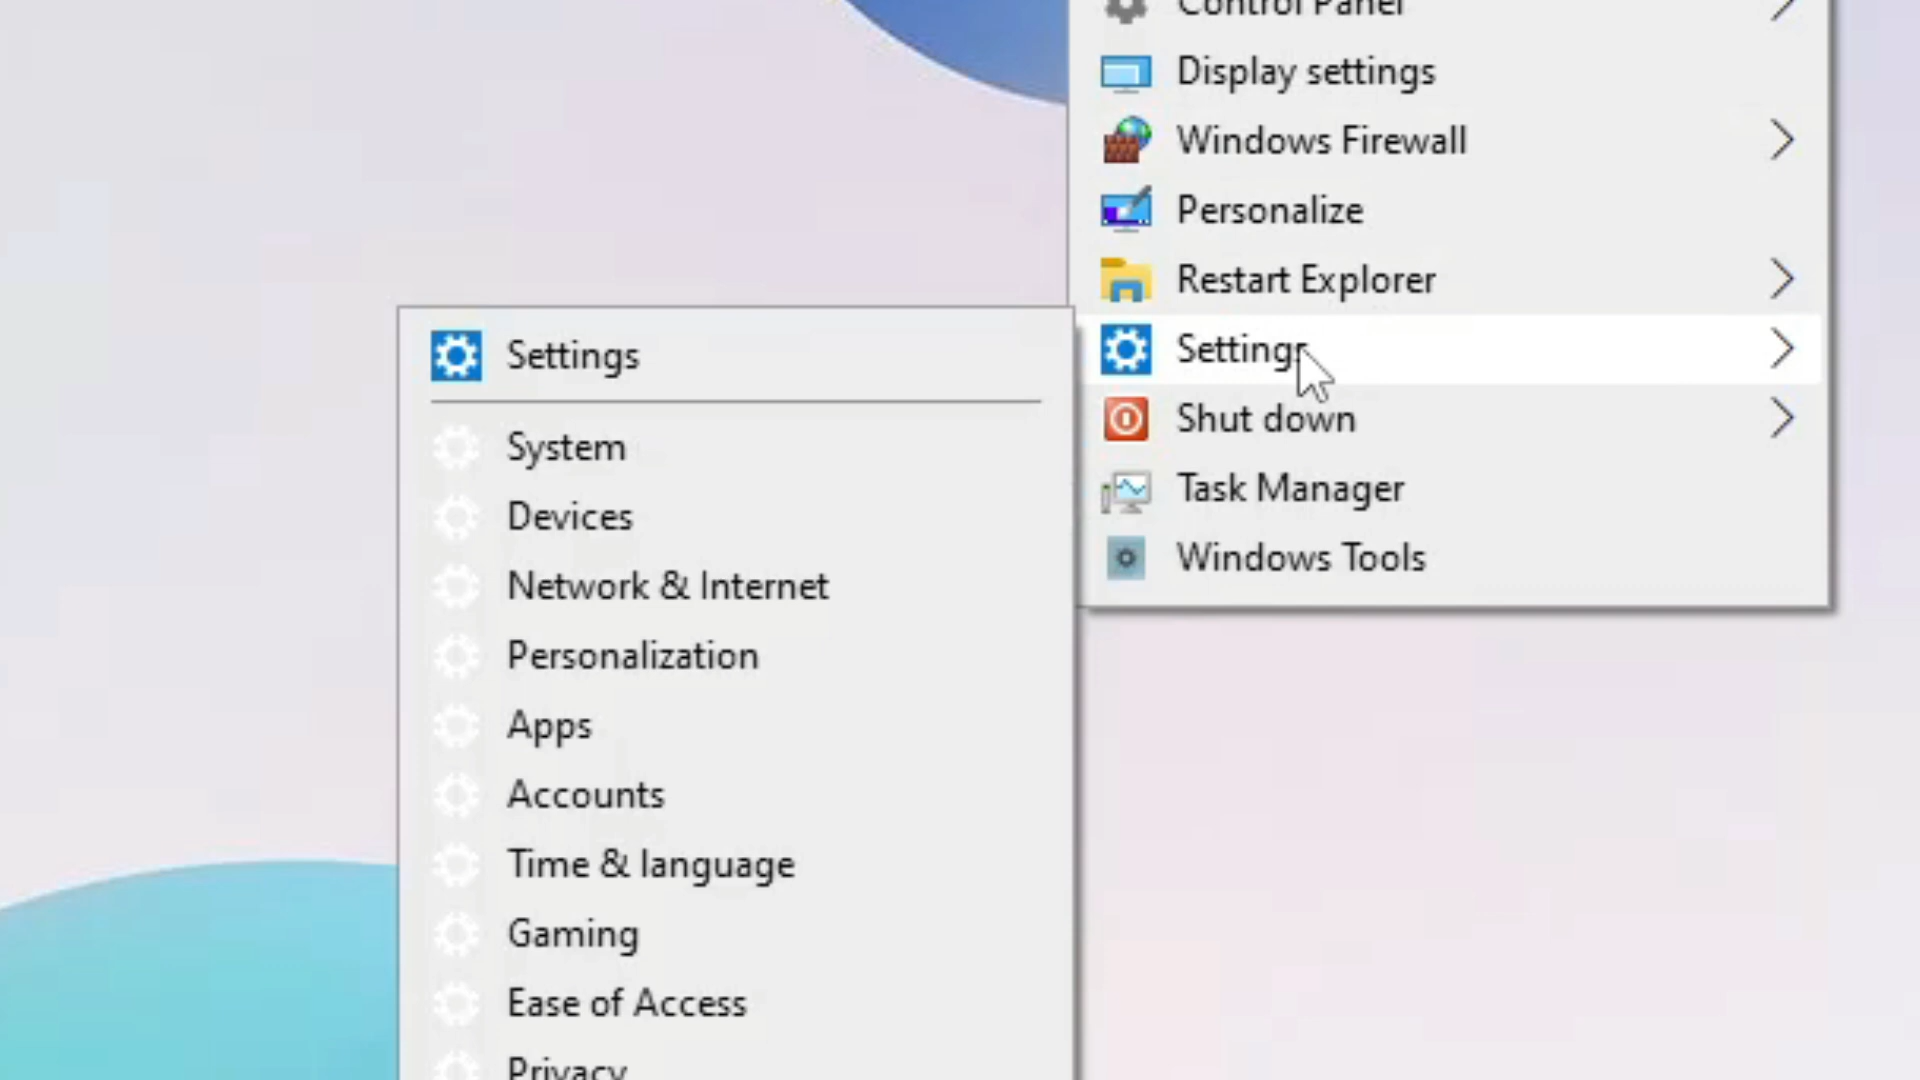 Control Panel
Display settings
Windows Firewall
Personalize
Restart Explorer
Settings
Shut down
Task Manager
Windows Tools
Settings
System
Devices
Network & Internet
Personalization
Apps
Accounts
Time & language
Gaming
Ease of Access
Privacy